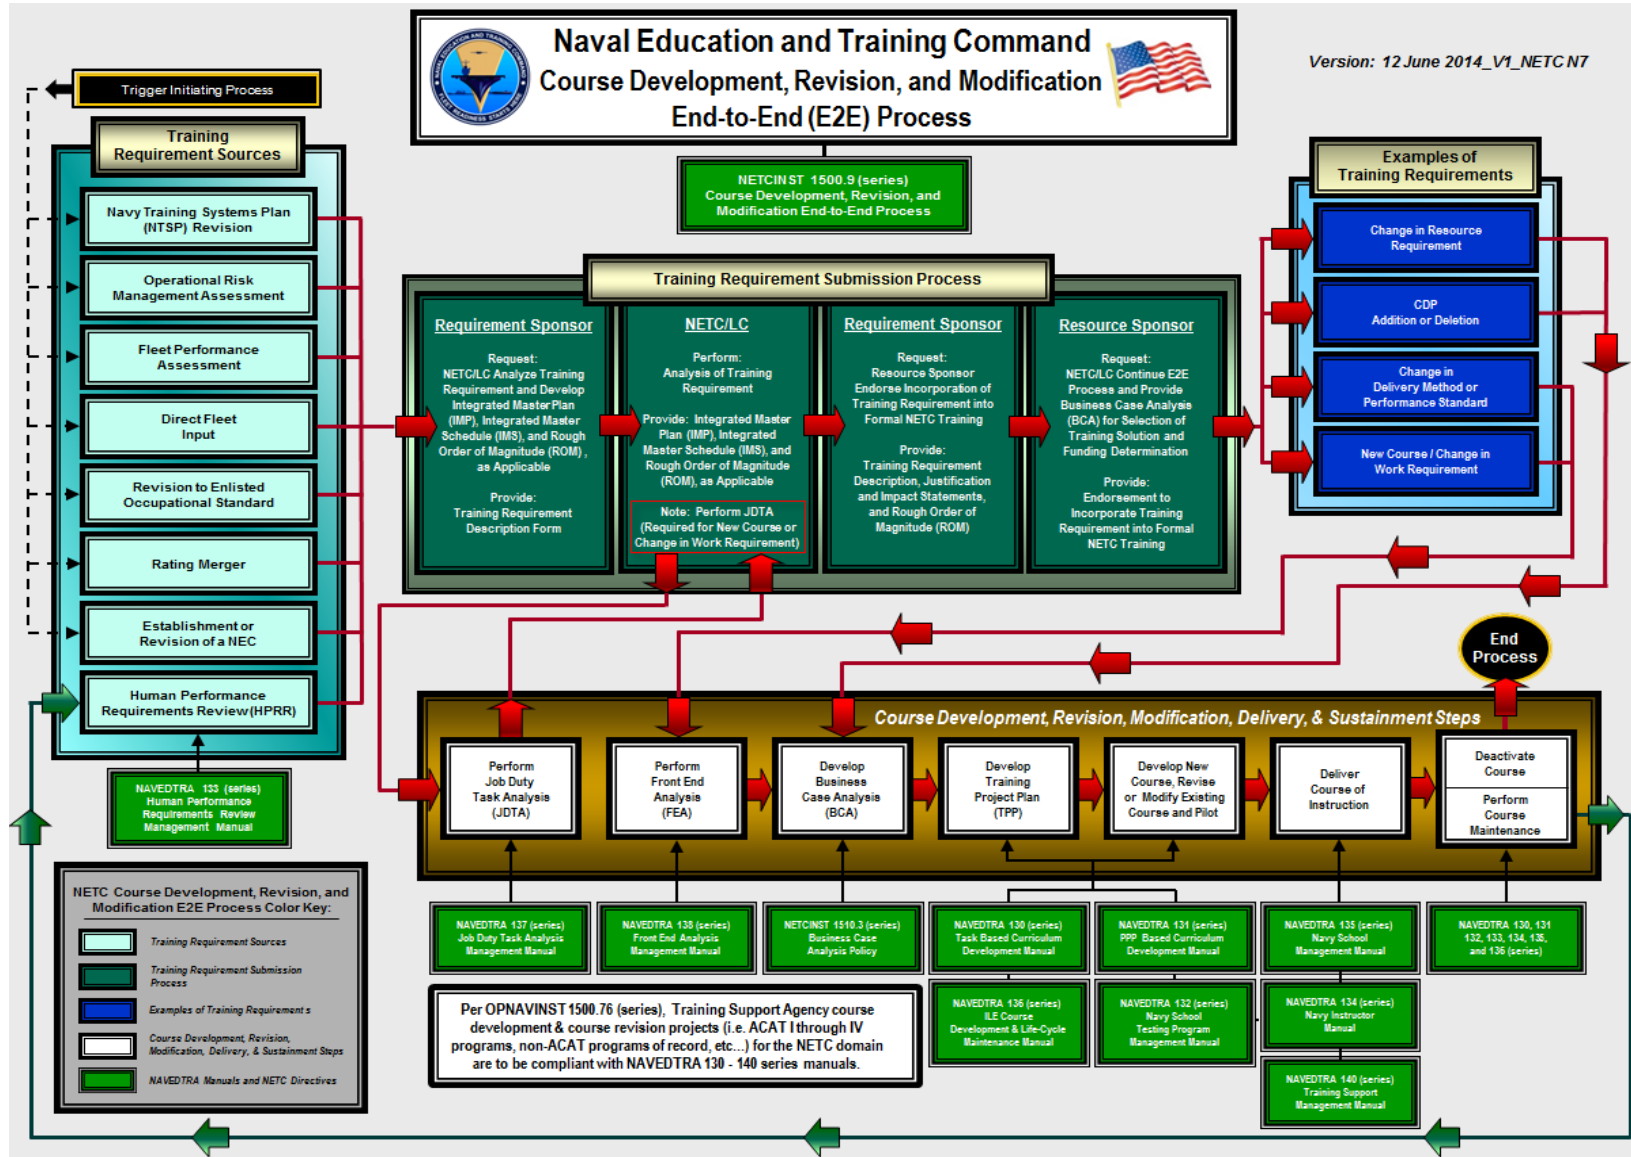 Naval Education and Training Command
Course Development, Revision, and Modification
End-to-End (E2E) Process
Version: 12 June 2014_V1_NETC N7
NAVAL EDUCATION AND TRAINING COMMAND
FLEET READINESS STARTS HERE
NETCINST 1500.9 (series)
Course Development, Revision, and
Modification End-to-End Process
Trigger Initiating Process
Training
Requirement Sources
Navy Training Systems Plan
(NTSP) Revision
Operational Risk
Management Assessment
Fleet Performance
Assessment
Direct Fleet
Input
Revision to Enlisted
Occupational Standard
Rating Merger
Establishment or
Revision of a NEC
Human Performance
Requirements Review (HPRR)
NAVEDTRA 133 (series)
Human Performance
Requirements Review
Management Manual
Training Requirement Submission Process
Requirement Sponsor
Request:
NETC/LC Analyze Training
Requirement and Develop
Integrated Master Plan
(IMP), Integrated Master
Schedule (IMS), and Rough
Order of Magnitude (ROM) ,
as Applicable
Provide:
Training Requirement
Description Form
NETC/LC
Perform:
Analysis of Training
Requirement
Provide: Integrated Master
Plan (IMP), Integrated
Master Schedule (IMS), and
Rough Order of Magnitude
(ROM), as Applicable
Note: Perform JDTA
(Required for New Course or
Change in Work Requirement)
Requirement Sponsor
Request:
Resource Sponsor
Endorse Incorporation of
Training Requirement into
Formal NETC Training
Provide:
Training Requirement
Description, Justification
and Impact Statements,
and Rough Order of
Magnitude (ROM)
Resource Sponsor
Request:
NETC/LC Continue E2E
Process and Provide
Business Case Analysis
(BCA) for Selection of
Training Solution and
Funding Determination
Provide:
Endorsement to
Incorporate Training
Requirement into Formal
NETC Training
Examples of
Training Requirements
Change in Resource
Requirement
CDP
Addition or Deletion
Change in
Delivery Method or
Performance Standard
New Course / Change in
Work Requirement
End
Process
Course Development, Revision, Modification, Delivery, & Sustainment Steps
Perform
Job Duty
Task Analysis
(JDTA)
Perform
Front End
Analysis
(FEA)
Develop
Business
Case Analysis
(BCA)
Develop
Training
Project Plan
(TPP)
Develop New
Course, Revise
or Modify Existing
Course and Pilot
Deliver
Course of
Instruction
Deactivate
Course
Perform
Course
Maintenance
NAVEDTRA 137 (series)
Job Duty Task Analysis
Management Manual
NAVEDTRA 138 (series)
Front End Analysis
Management Manual
NETCINST 1510.3 (series)
Business Case
Analysis Policy
NAVEDTRA 130 (series)
Task Based Curriculum
Development Manual
NAVEDTRA 131 (series)
PPP Based Curriculum
Development Manual
NAVEDTRA 135 (series)
Navy School
Management Manual
NAVEDTRA 130, 131
132, 133, 134, 135,
and 136 (series)
NAVEDTRA 136 (series)
ILE Course
Development & Life-Cycle
Maintenance Manual
NAVEDTRA 132 (series)
Navy School
Testing Program
Management Manual
NAVEDTRA 134 (series)
Navy Instructor
Manual
NAVEDTRA 140 (series)
Training Support
Management Manual
Per OPNAVINST 1500.76 (series), Training Support Agency course
development & course revision projects (i.e. ACAT I through IV
programs, non-ACAT programs of record, etc...) for the NETC domain
are to be compliant with NAVEDTRA 130 - 140 series manuals.
NETC Course Development, Revision, and
Modification E2E Process Color Key:
Training Requirement Sources
Training Requirement Submission
Process
Examples of Training Requirement s
Course Development, Revision,
Modification, Delivery, & Sustainment Steps
NAVEDTRA Manuals and NETC Directives